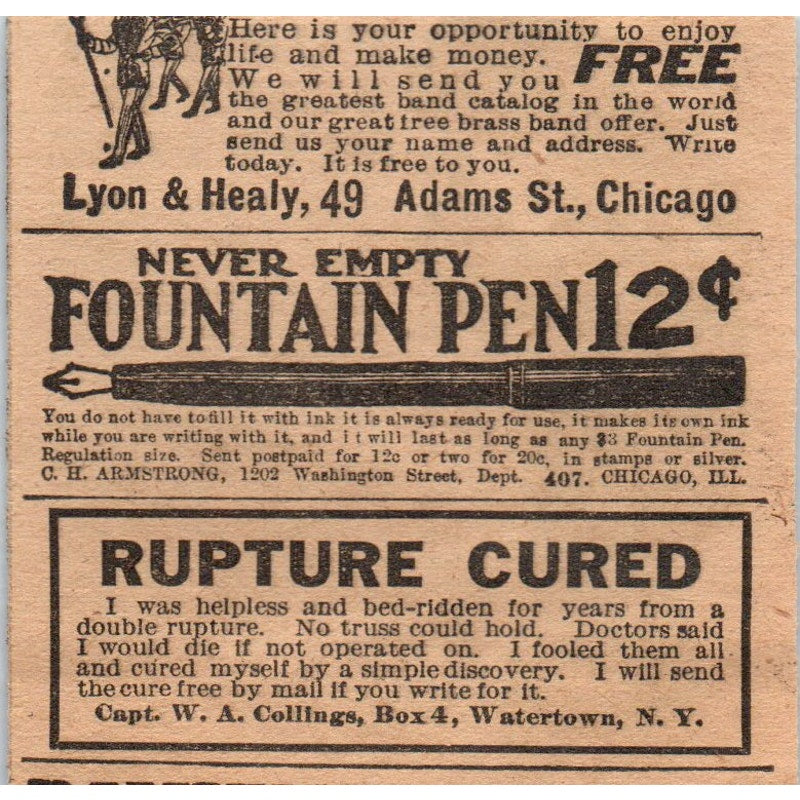 Here is your opportunity to enjoy
life and make money. FREE
We will send you
the greatest band catalog in the world
and our great free brass band offer. Just
send us your name and address. Write
today. It is free to you.
Lyon & Healy, 49 Adams St., Chicago
NEVER EMPTY
FOUNTAIN PEN 12¢
You do not have to fill it with ink it is always ready for use, it makes its own ink
while you are writing with it, and it will last as long as any $3 Fountain Pen.
Regulation size. Sent postpaid for 12c or two for 20c, in stamps or silver.
C. H. ARMSTRONG, 1202 Washington Street, Dept. 407. CHICAGO, ILL.
RUPTURE CURED
I was helpless and bed-ridden for years from a
double rupture. No truss could hold. Doctors said
I would die if not operated on. I fooled them all
and cured myself by a simple discovery. I will send
the cure free by mail if you write for it.
Capt. W. A. Collings, Box 4, Watertown, N. Y.